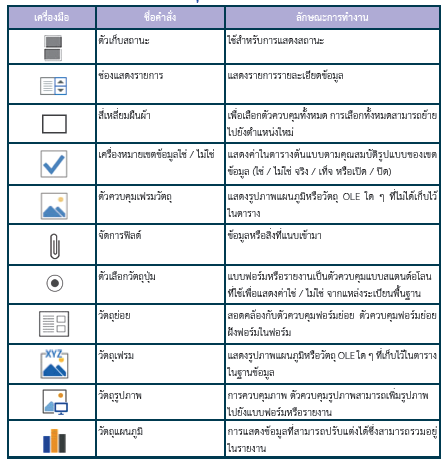 เครื่องมือ ชื่อคำสั่ง ลักษณะการทำงาน
ตัวเก็บสถานะ ใช้สำหรับการแสดงสถานะ
ช่องแสดงรายการ แสดงรายการรายละเอียดข้อมูล
สี่เหลี่ยมผืนผ้า เพื่อเลือกตัวควบคุมทั้งหมด การเลือกทั้งหมดสามารถย้าย
ไปยังตำแหน่งใหม่
เครื่องหมายเขตข้อมูลใช่ / ไม่ใช่ แสดงค่าในตารางต้นแบบตามคุณสมบัติรูปแบบของเขต
ข้อมูล (ใช่ / ไม่ใช่ จริง / เท็จ หรือเปิด / ปิด)
ตัวควบคุมเฟรมวัตถุ แสดงรูปภาพแผนภูมิหรือวัตถุ OLE ใด ๆ ที่ไม่ได้เก็บไว้
ในตาราง
จัดการฟิลด์ ข้อมูลหรือสิ่งที่แนบเข้ามา
ตัวเลือกวัตถุปุ่ม แบบฟอร์มหรือรายงานเป็นตัวควบคุมแบบสแตนด์อโลน
ที่ใช้เพื่อแสดงค่าใช่ / ไม่ใช่ จากแหล่งระเบียนพื้นฐาน
วัตถุย่อย สอดคล้องกับตัวควบคุมฟอร์มย่อย ตัวควบคุมฟอร์มย่อย
ฝังฟอร์มในฟอร์ม
XYZ วัตถุเฟรม แสดงรูปภาพแผนภูมิหรือวัตถุ OLE ใด ๆ ที่เก็บไว้ในตาราง
ในฐานข้อมูล
วัตถุรูปภาพ การควบคุมภาพ ตัวควบคุมรูปภาพสามารถเพิ่มรูปภาพ
ไปยังแบบฟอร์มหรือรายงาน
วัตถุแผนภูมิ การแสดงข้อมูลที่สามารถปรับแต่งได้ซึ่งสามารถรวมอยู่
ในรายงาน